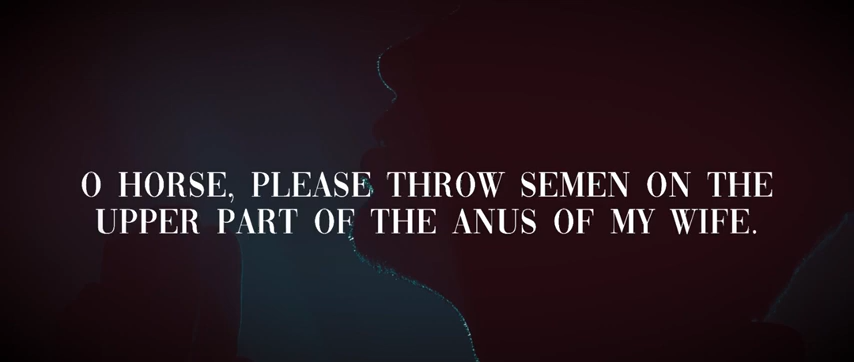 O HORSE, PLEASE THROW SEMEN ON THE
UPPER PART OF THE ANUS OF MY WIFE.